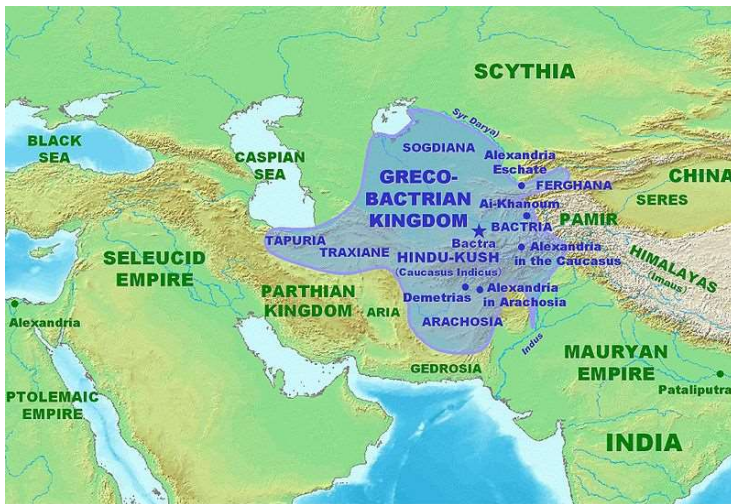 SCYTHIA
Syr Darya)
BLACK
SEA
SOGDIANA
CASPIAN
SEA
Alexandria
Eschate
CHINA
FERGHANA
SERES
GRECO-
BACTRIAN
KINGDOM
Ai-Khanoum
PAMIR
BACTRIA
Bactra
TAPURIA
TRAXIANE
HINDU-KUSH
(Caucasus Indicus)
Alexandria
in the Caucasus
HIMALAYAS
(Imaus)
SELEUCID
EMPIRE
PARTHIAN
KINGDOM
ARIA
Demetrias
Alexandria
in Arachosia
ARACHOSIA
Alexandria
Indus
GEDROSIA
MAURYAN
EMPIRE
Pataliputra
PTOLEMAIC
EMPIRE
INDIA